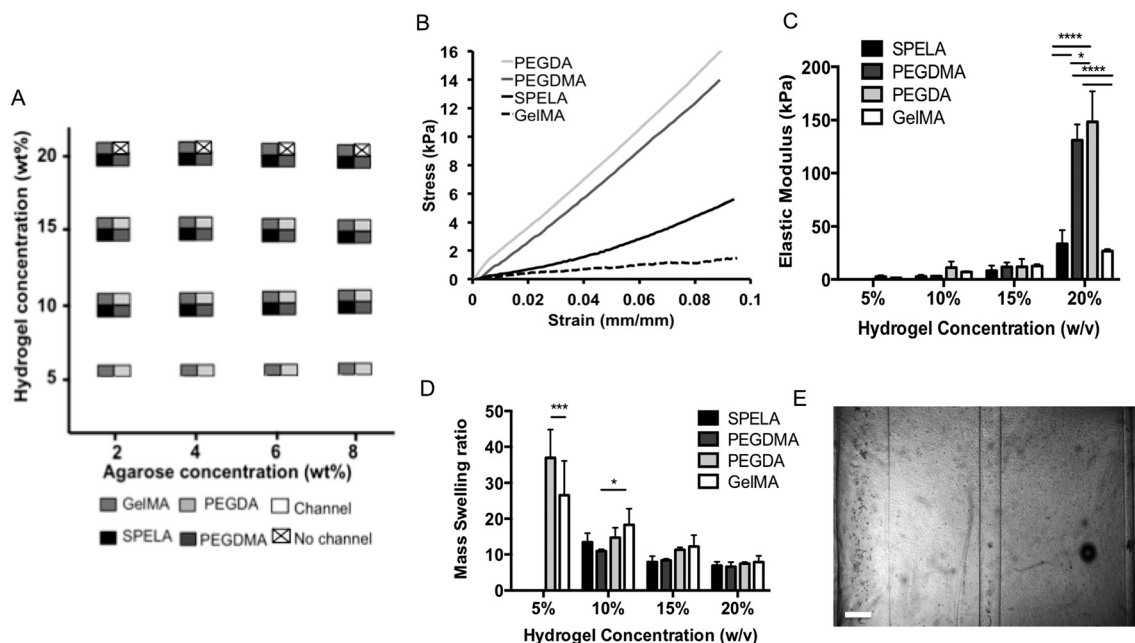 A
Hydrogel concentration (wt%)
20
15
10
5
2 4 6 8
Agarose concentration (wt%)
GelMA PEGDA Channel
SPELA PEGDMA No channel
B
Stress (kPa)
16
14
12
10
8
6
4
2
0
PEGDA
PEGDMA
SPELA
GelMA
0 0.02 0.04 0.06 0.08 0.1
Strain (mm/mm)
C
Elastic Modulus (kPa)
200
150
100
50
0
SPELA
PEGDMA
PEGDA
GelMA
****
*
****
5% 10% 15% 20%
Hydrogel Concentration (w/v)
D
Mass Swelling ratio
50
40
30
20
10
0
***
*
SPELA
PEGDMA
PEGDA
GelMA
5% 10% 15% 20%
Hydrogel Concentration (w/v)
E